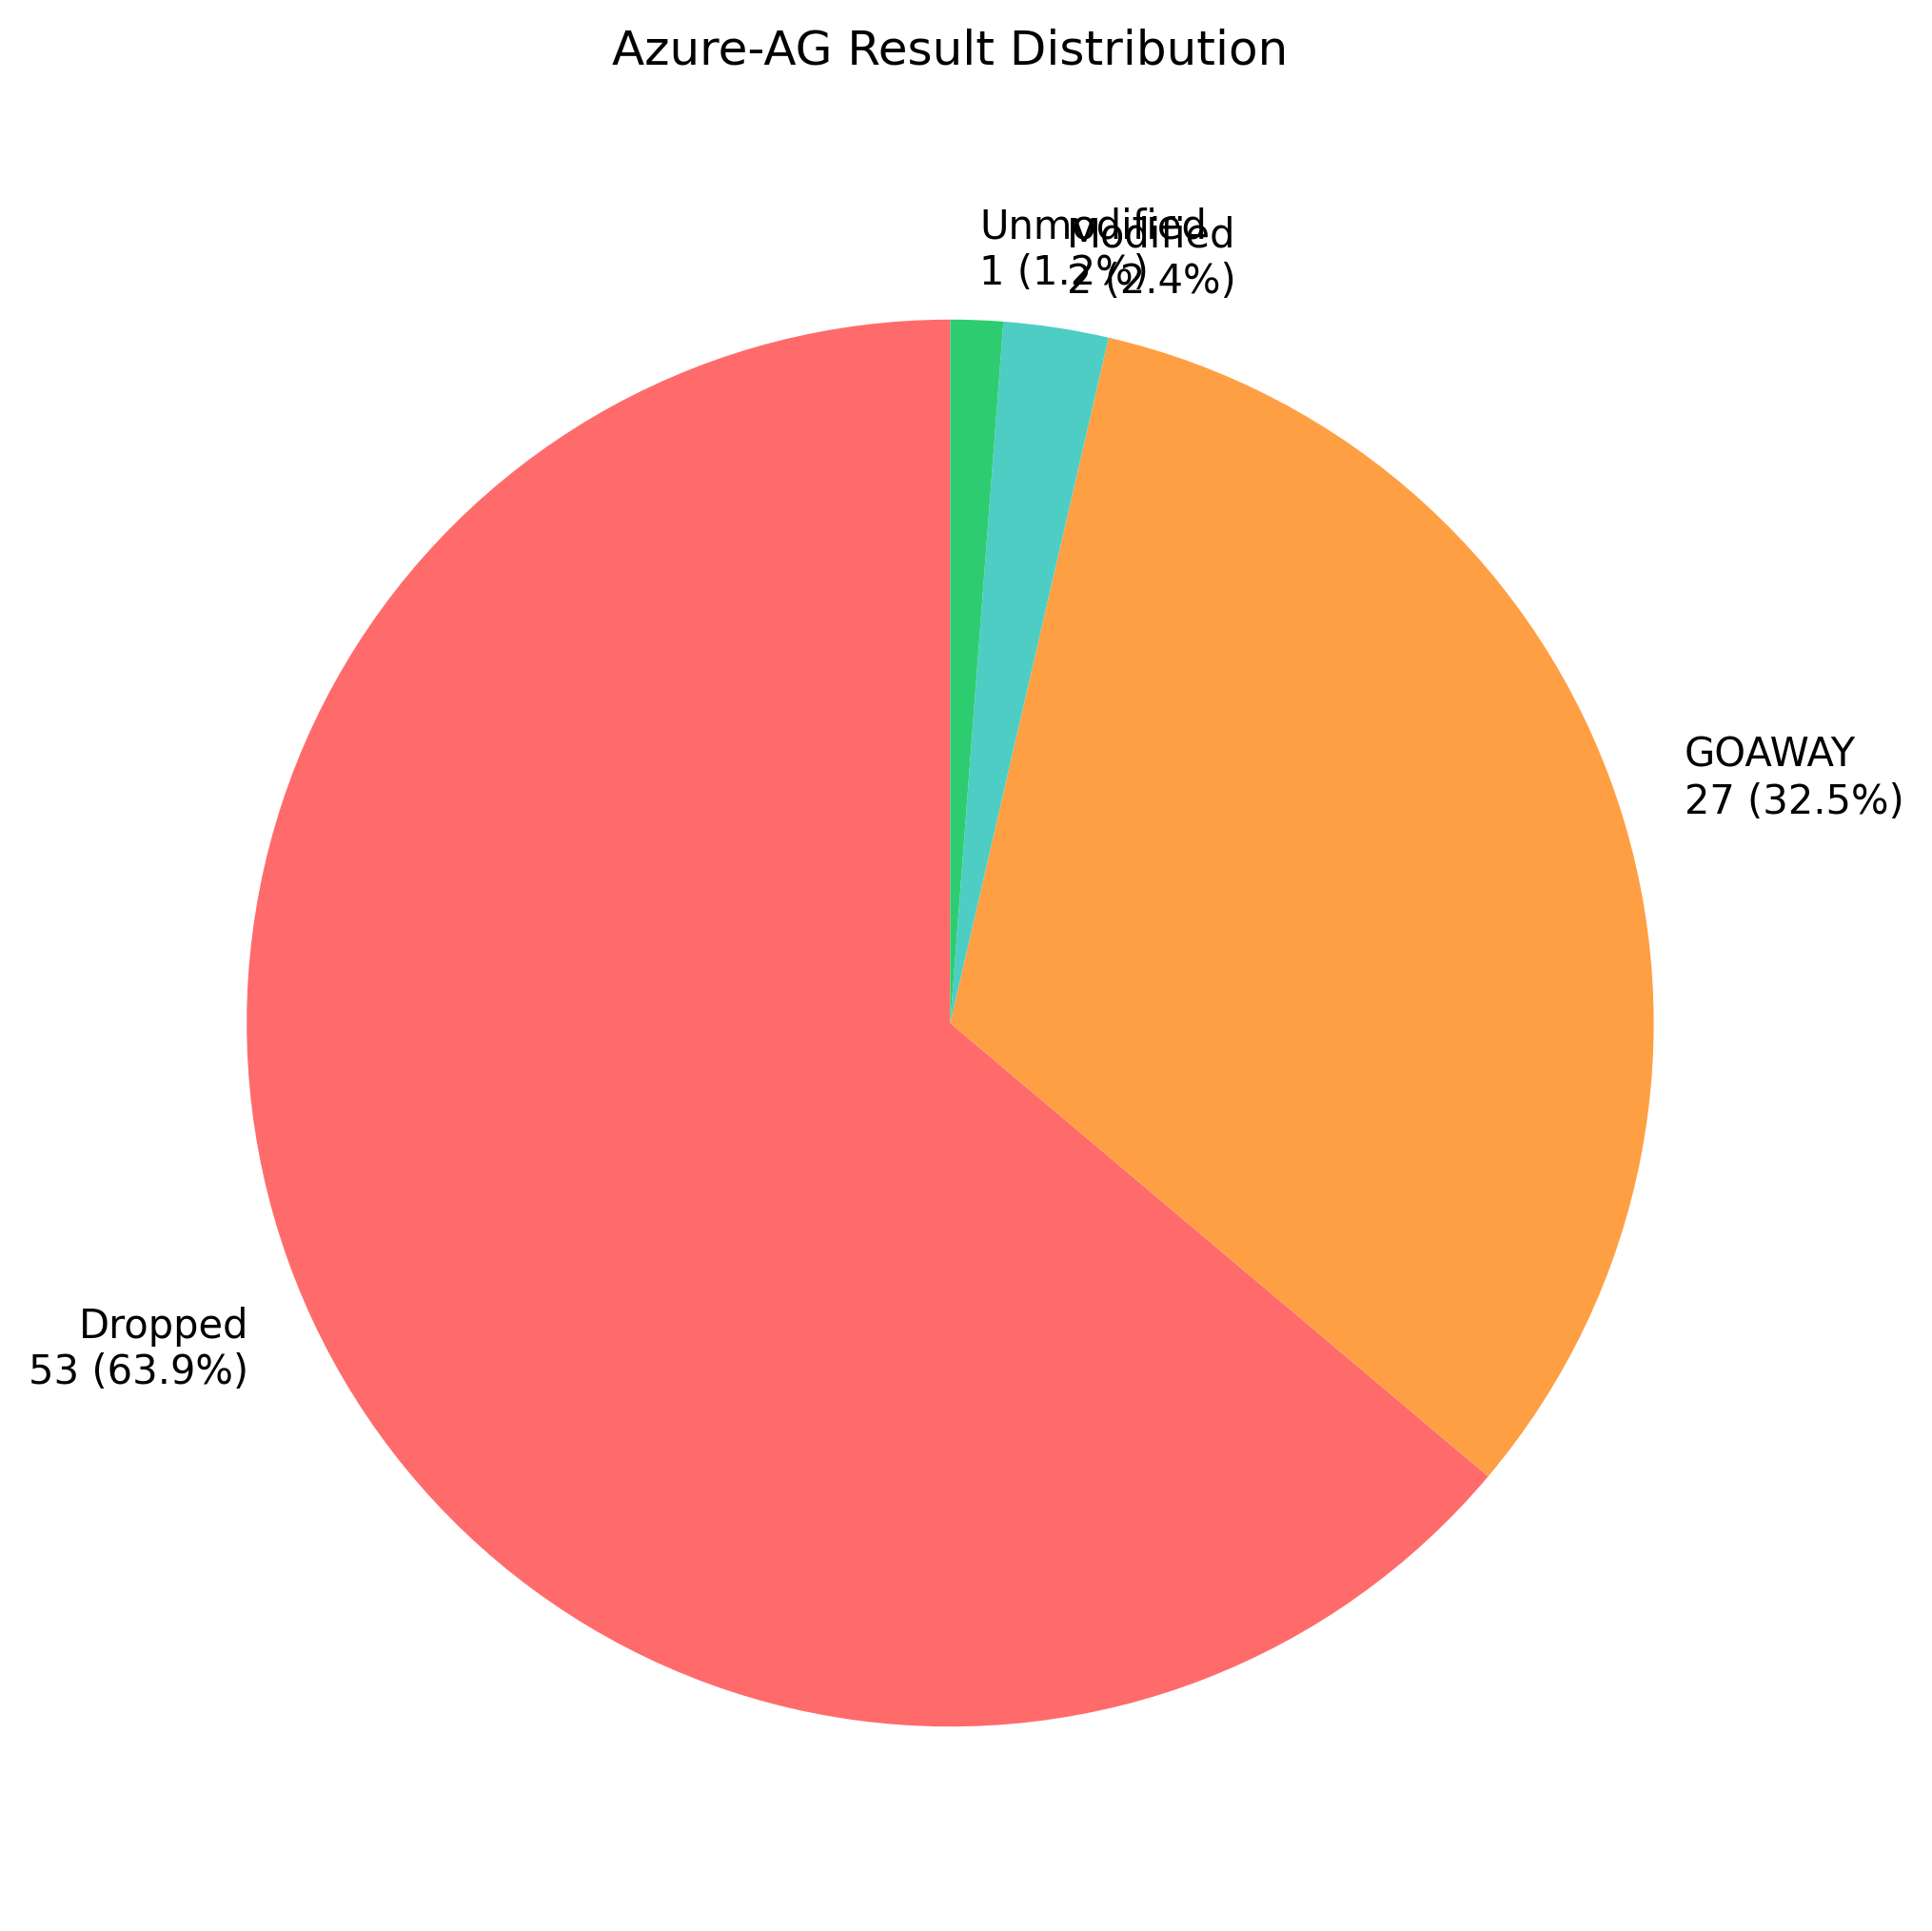 Azure-AG Result Distribution
Unmodified
1 (1.2%)
Modified
2 (2.4%)
GOAWAY
27 (32.5%)
Dropped
53 (63.9%)